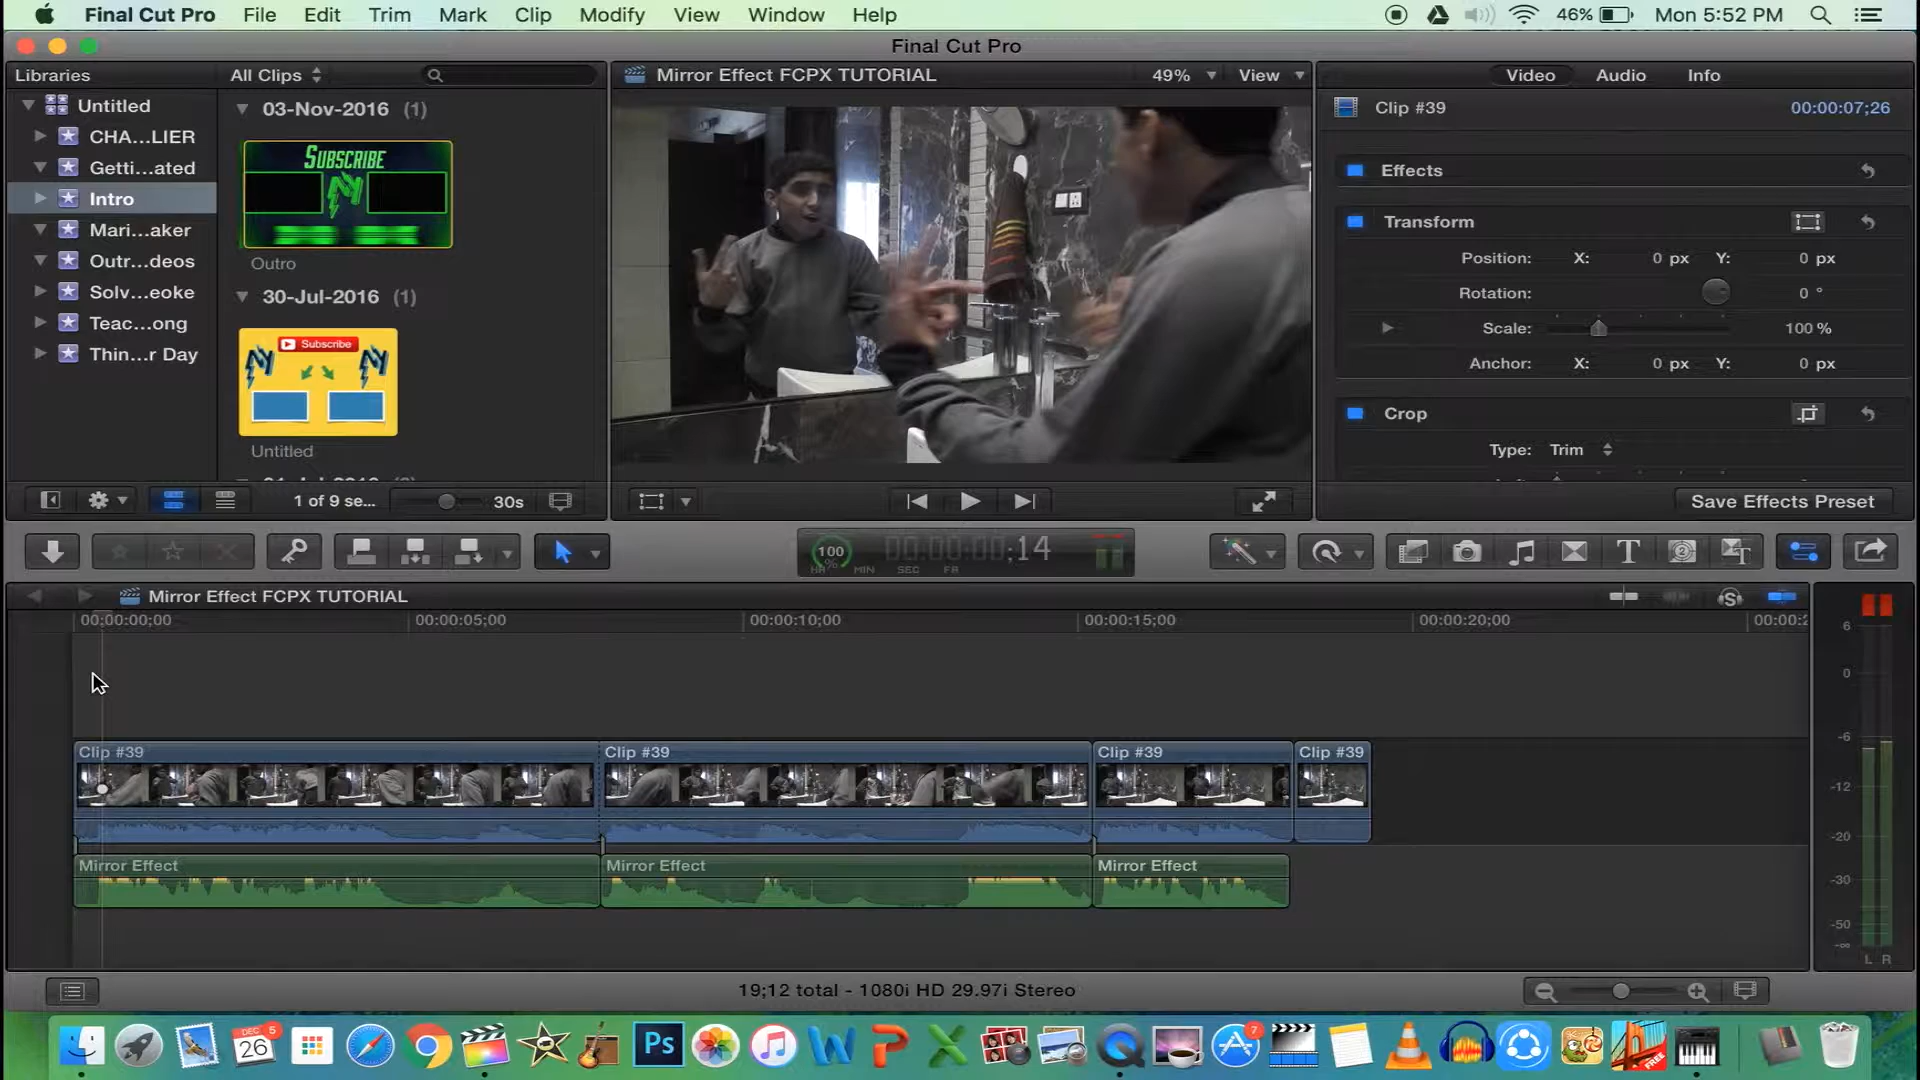 Final Cut Pro File Edit Trim Mark Clip Modify View Window Help 46% Mon 5:52 PM
Final Cut Pro
Libraries
All Clips
Mirror Effect FCPX TUTORIAL 49% View
Video Audio Info
Untitled
CHA...LIER
Getti...ated
Intro
Mari...aker
Outr...deos
Solv...eoke
Teac...ong
Thin...r Day
03-Nov-2016 (1)
SUBSCRIBE
Outro
30-Jul-2016 (1)
Subscribe
Untitled
Clip #39 00:00:07;26
Effects
Transform
Position: X: 0 px Y: 0 px
Rotation: 0 °
Scale: 100 %
Anchor: X: 0 px Y: 0 px
Crop
Type: Trim
1 of 9 se... 30s
Save Effects Preset
100 % 00:00:00;14
HR MIN SEC FR
Mirror Effect FCPX TUTORIAL
00:00:00;00 00:00:05;00 00:00:10;00 00:00:15;00 00:00:20;00 00:00:2
6
0
-6
-12
-20
-30
-50
-∞
L R
Clip #39 Clip #39 Clip #39 Clip #39
Mirror Effect Mirror Effect Mirror Effect
19;12 total - 1080i HD 29.97i Stereo
DEC 26 5
Ps
7
FREE